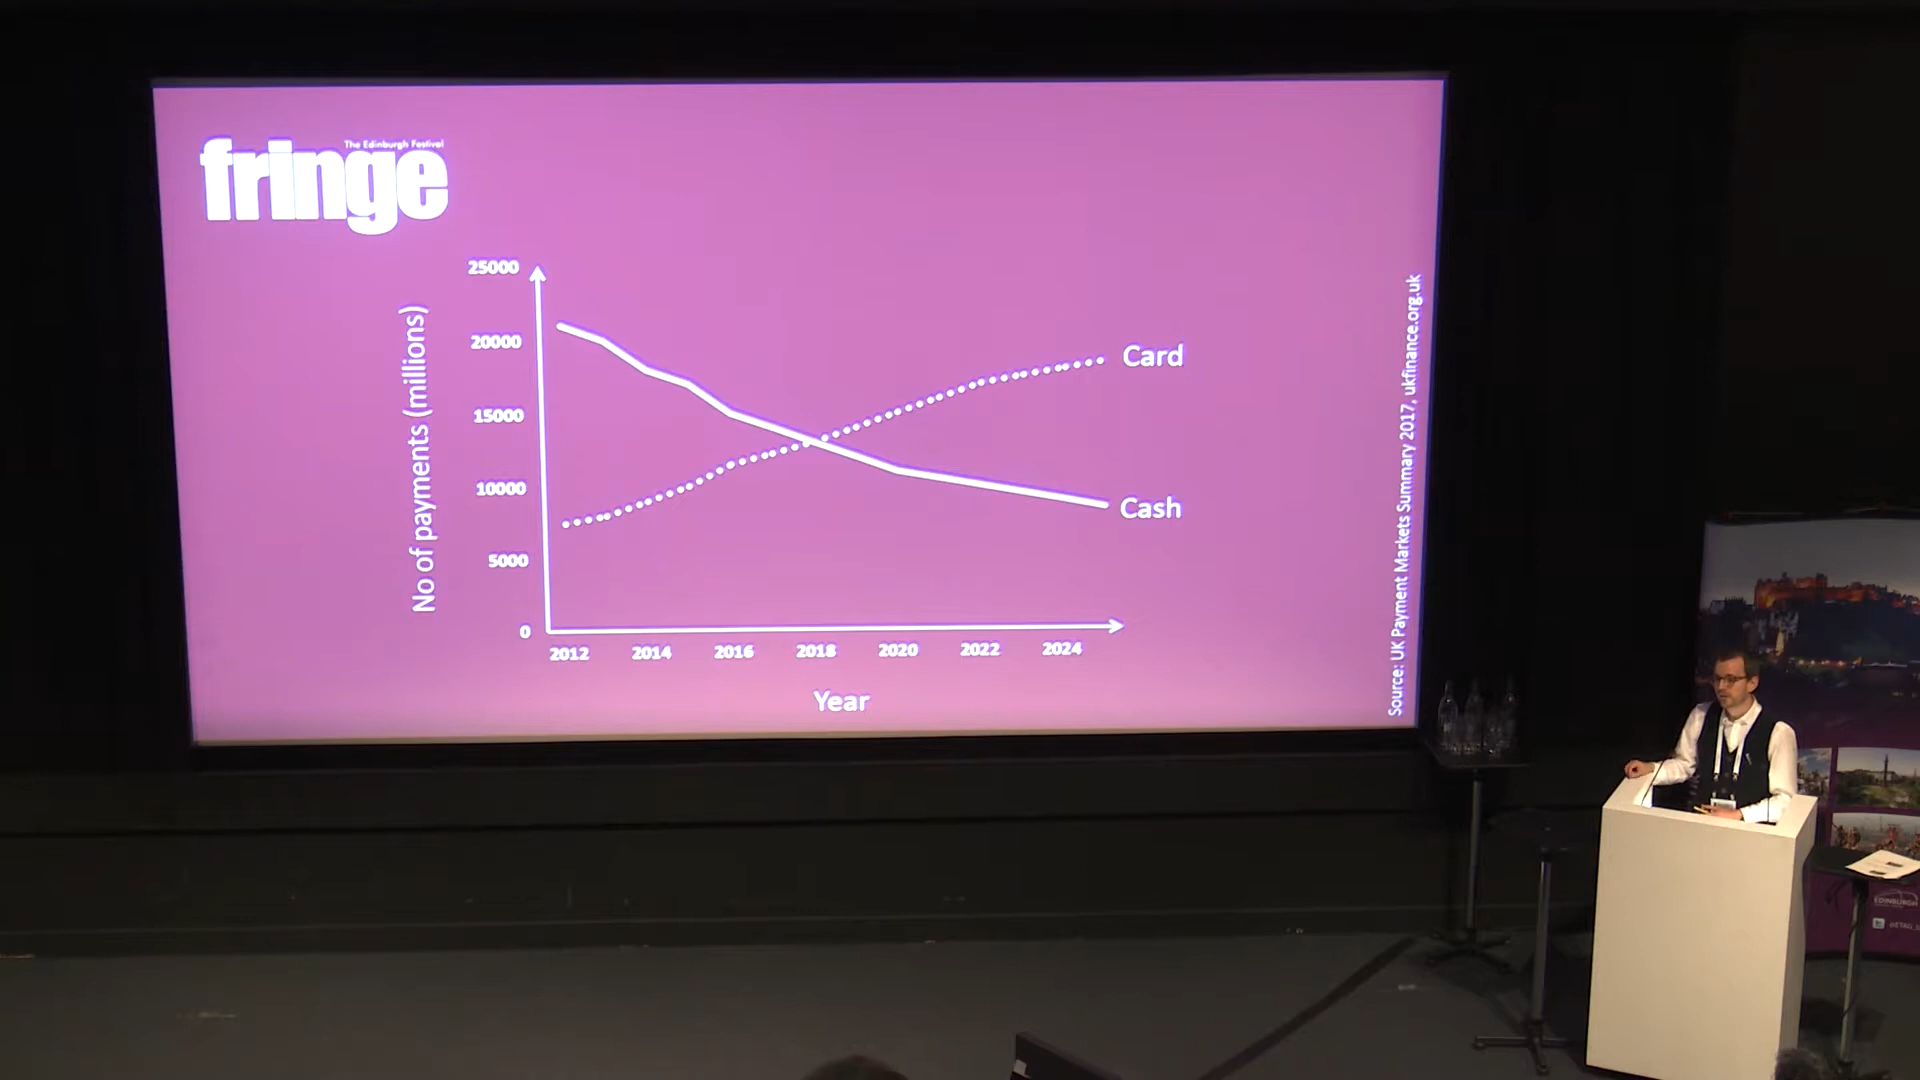 The Edinburgh Festival
fringe
25000
20000
15000
10000
5000
0
No of payments (millions)
Card
Cash
2012 2014 2016 2018 2020 2022 2024
Year
Source: UK Payment Markets Summary 2017, ukfinance.org.uk
EDINBURGH